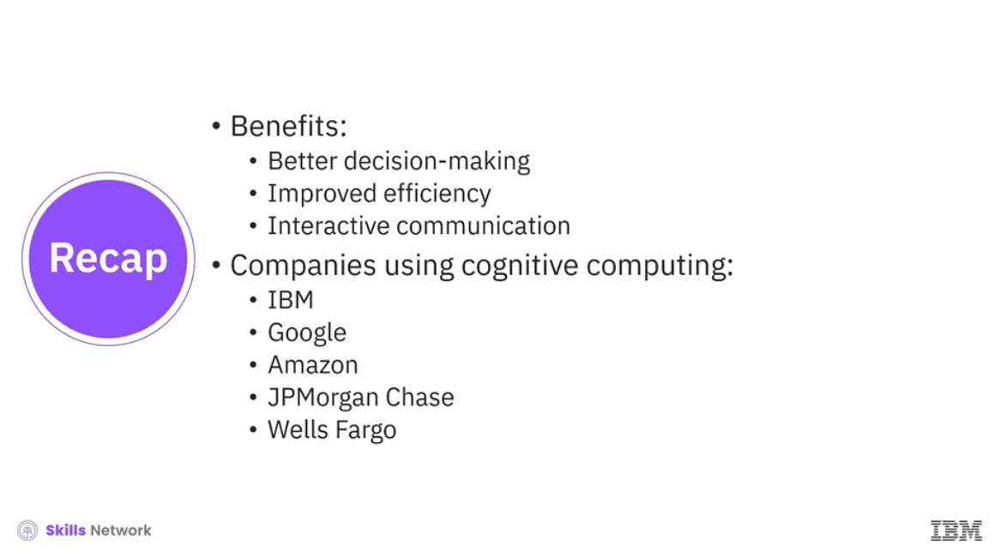 Recap
• Benefits:
• Better decision-making
• Improved efficiency
• Interactive communication
• Companies using cognitive computing:
• IBM
• Google
• Amazon
• JPMorgan Chase
• Wells Fargo
Skills Network
IBM